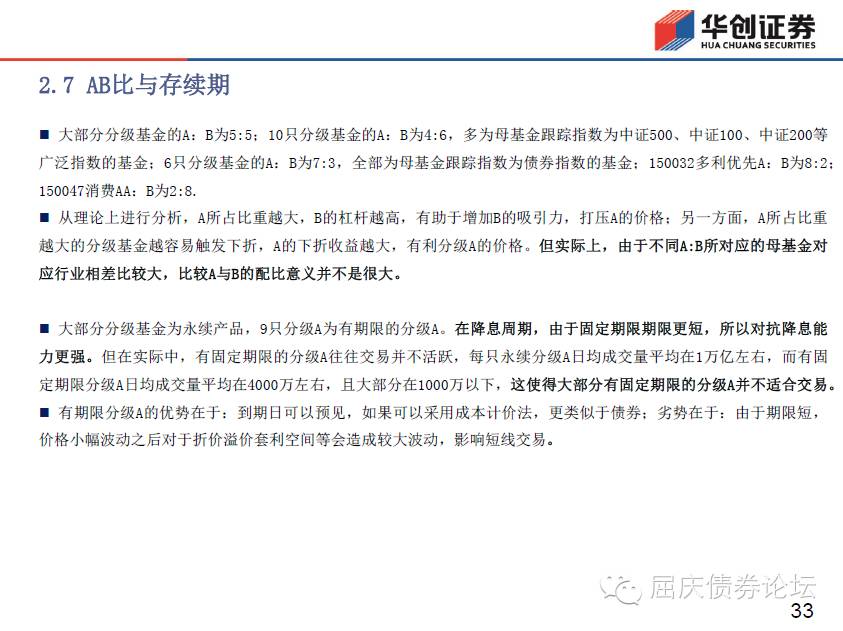 华创证券
HUA CHUANG SECURITIES
2.7 AB比与存续期
■ 大部分分级基金的A：B为5:5；10只分级基金的A：B为4:6，多为母基金跟踪指数为中证500、中证100、中证200等
广泛指数的基金；6只分级基金的A：B为7:3，全部为母基金跟踪指数为债券指数的基金；150032多利优先A：B为8:2；
150047消费AA：B为2:8.
■ 从理论上进行分析，A所占比重越大，B的杠杆越高，有助于增加B的吸引力，打压A的价格；另一方面，A所占比重
越大的分级基金越容易触发下折，A的下折收益越大，有利分级A的价格。但实际上，由于不同A:B所对应的母基金对
应行业相差比较大，比较A与B的配比意义并不是很大。
■ 大部分分级基金为永续产品，9只分级A为有期限的分级A。在降息周期，由于固定期限期限更短，所以对抗降息能
力更强。但在实际中，有固定期限的分级A往往交易并不活跃，每只永续分级A日均成交量平均在1万亿左右，而有固
定期限分级A日均成交量平均在4000万左右，且大部分在1000万以下，这使得大部分有固定期限的分级A并不适合交易。
■ 有期限分级A的优势在于：到期日可以预见，如果可以采用成本计价法，更类似于债券；劣势在于：由于期限短，
价格小幅波动之后对于折价溢价套利空间等会造成较大波动，影响短线交易。
屈庆债券论坛
33